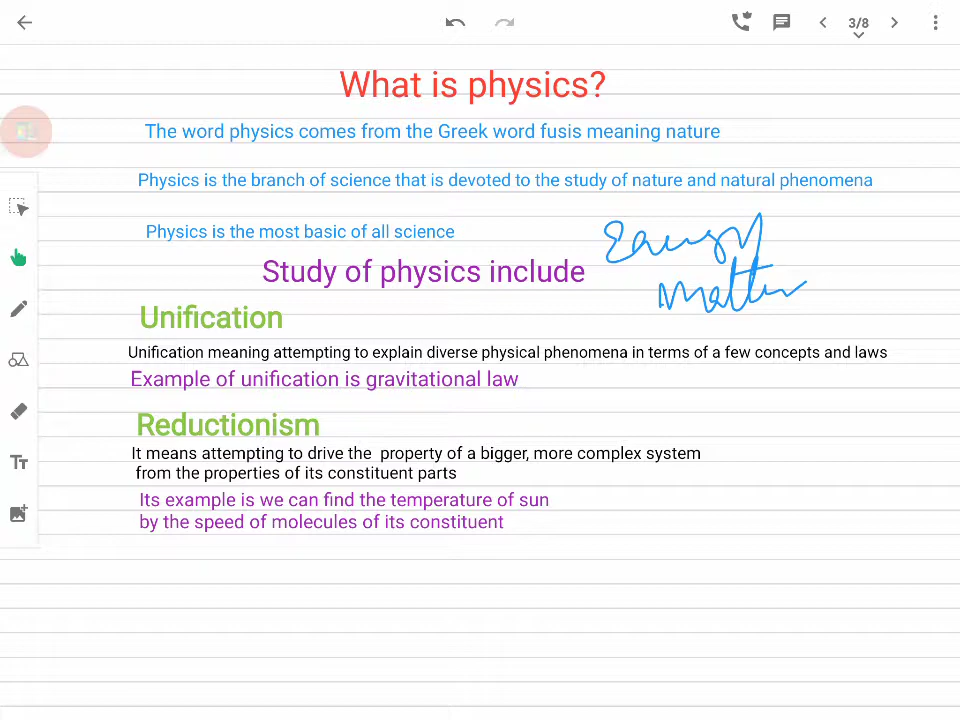 3/8
What is physics?
The word physics comes from the Greek word fusis meaning nature
Physics is the branch of science that is devoted to the study of nature and natural phenomena
Physics is the most basic of all science
Study of physics include
matter
Unification
Unification meaning attempting to explain diverse physical phenomena in terms of a few concepts and laws
Example of unification is gravitational law
Reductionism
It means attempting to drive the property of a bigger, more complex system
from the properties of its constituent parts
Its example is we can find the temperature of sun
by the speed of molecules of its constituent
Tт